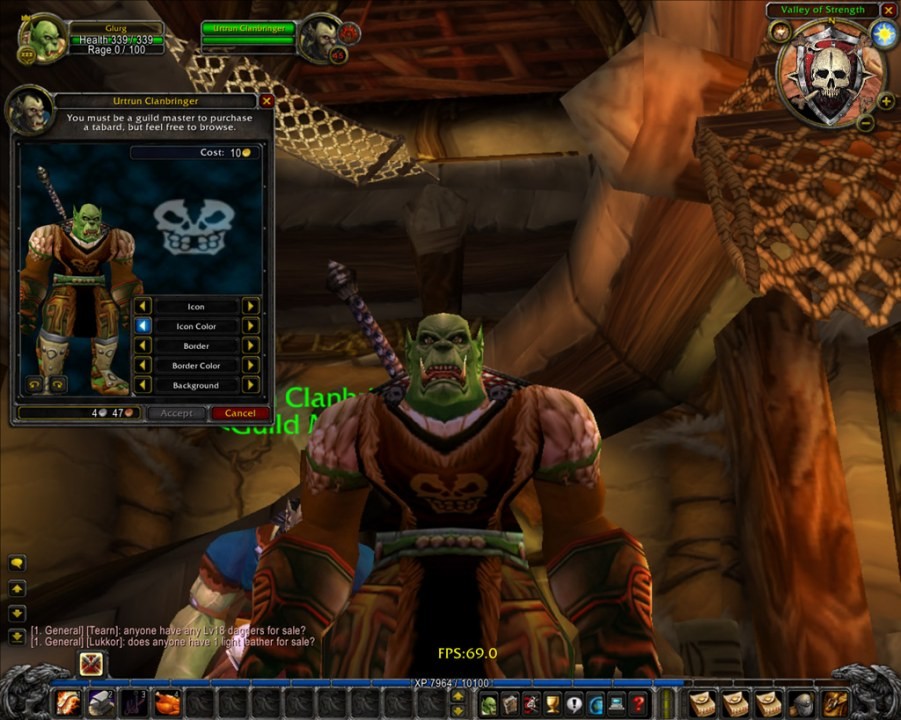 Glurg
Health 339 / 339
Rage 0 / 100
Urtrun Clanbringer
Valley of Strength
N
Urtrun Clanbringer
You must be a guild master to purchase
a tabard, but feel free to browse.
Cost: 10
Icon
Icon Color
Border
Border Color
Background
4 47
Accept
Cancel
Clanb
Guild M
[1. General] [Tearn]: anyone have any Lv18 daggers for sale?
[1. General] [Lukkor]: does anyone have 1 light leather for sale?
FPS:69.0
XP 7964 / 10100